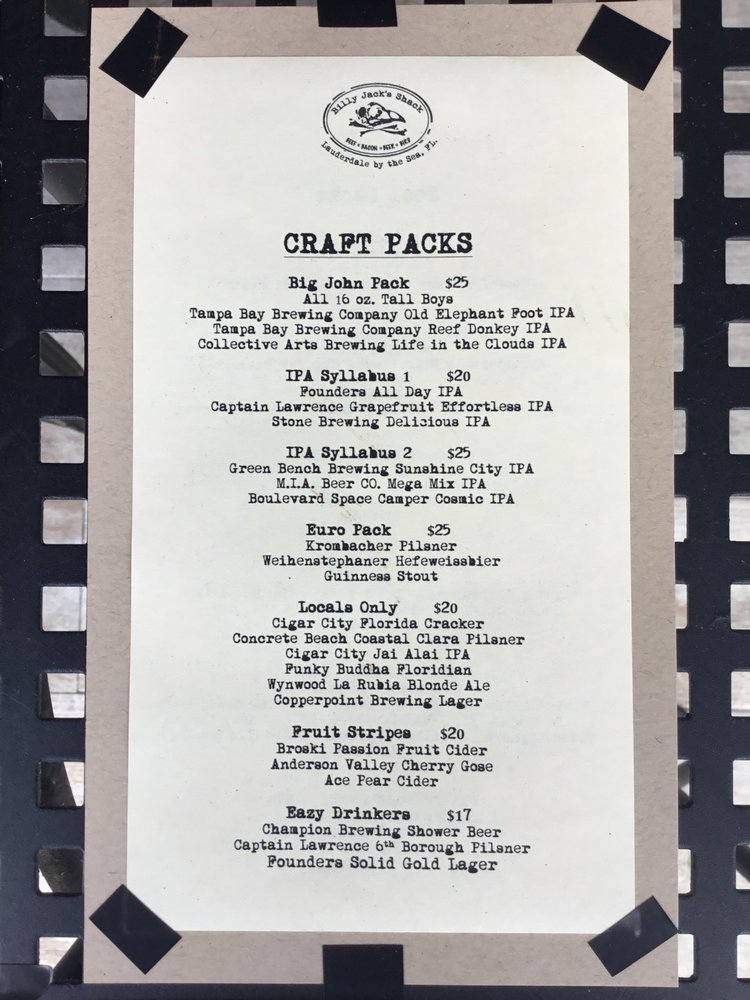 Billy Jack's Shack
BEEF • BACON • BEER • BIRD
Lauderdale by the Sea, FL.
CRAFT PACKS
Big John Pack $25
All 16 oz. Tall Boys
Tampa Bay Brewing Company Old Elephant Foot IPA
Tampa Bay Brewing Company Reef Donkey IPA
Collective Arts Brewing Life in the Clouds IPA
IPA Syllabus 1 $20
Founders All Day IPA
Captain Lawrence Grapefruit Effortless IPA
Stone Brewing Delicious IPA
IPA Syllabus 2 $25
Green Bench Brewing Sunshine City IPA
M.I.A. Beer CO. Mega Mix IPA
Boulevard Space Camper Cosmic IPA
Euro Pack $25
Krombacher Pilsner
Weihenstephaner Hefeweissbier
Guinness Stout
Locals Only $20
Cigar City Florida Cracker
Concrete Beach Coastal Clara Pilsner
Cigar City Jai Alai IPA
Funky Buddha Floridian
Wynwood La Rubia Blonde Ale
Copperpoint Brewing Lager
Fruit Stripes $20
Broski Passion Fruit Cider
Anderson Valley Cherry Gose
Ace Pear Cider
Eazy Drinkers $17
Champion Brewing Shower Beer
Captain Lawrence 6th Borough Pilsner
Founders Solid Gold Lager